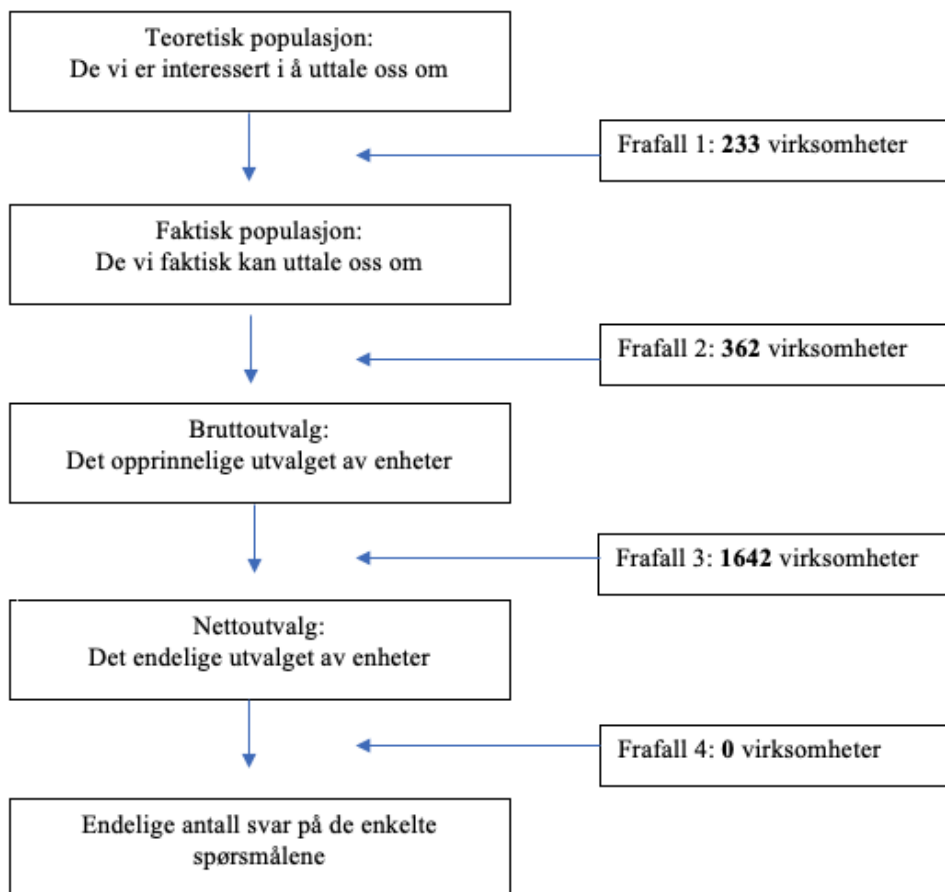 Teoretisk populasjon:
De vi er interessert i å uttale oss om
Frafall 1: 233 virksomheter
Faktisk populasjon:
De vi faktisk kan uttale oss om
Frafall 2: 362 virksomheter
Bruttoutvalg:
Det opprinnelige utvalget av enheter
Frafall 3: 1642 virksomheter
Nettoutvalg:
Det endelige utvalget av enheter
Frafall 4: 0 virksomheter
Endelige antall svar på de enkelte
spørsmålene